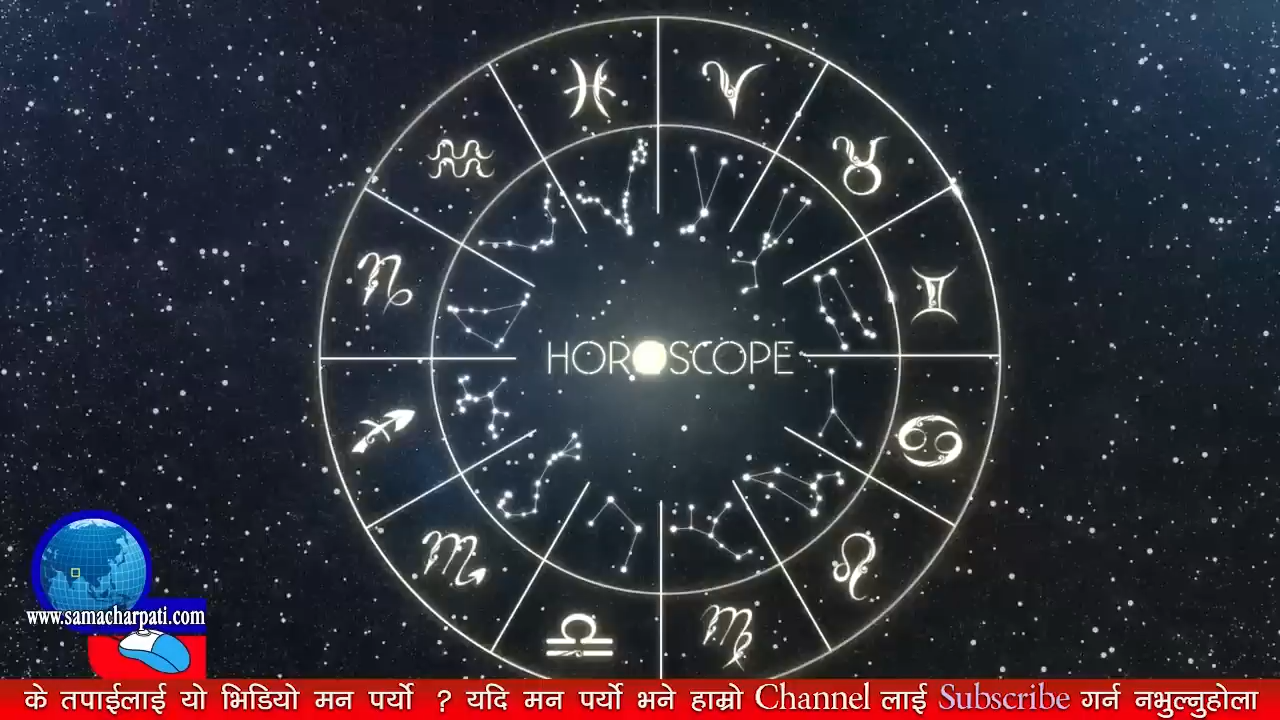 HOROSCOPE
www.samacharpati.com
के तपाईलाई यो भिडियो मन पर्यो ? यदि मन पर्यो भने हाम्रो Channel लाई Subscribe गर्न नभुल्नुहोला